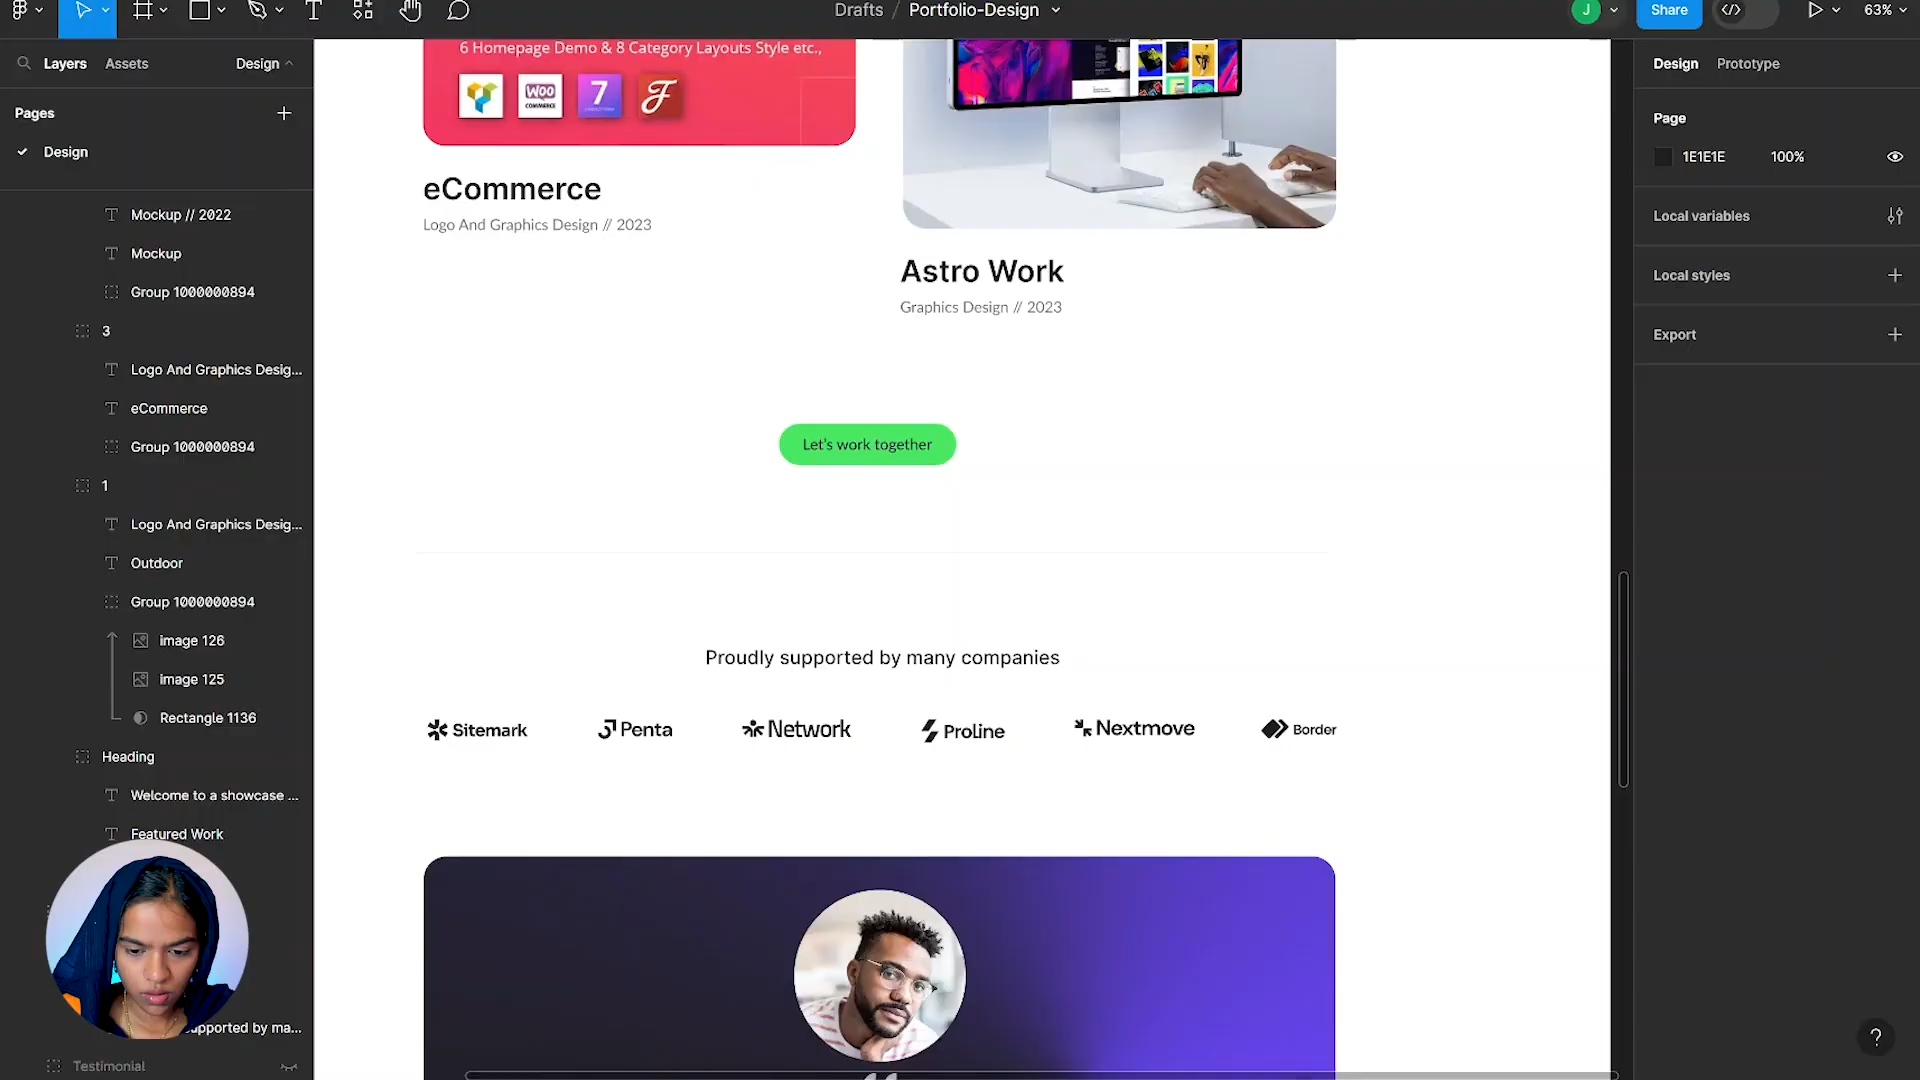 Drafts / Portfolio-Design
J
Share
63%
Layers
Assets
Design
Pages
Design
Mockup // 2022
Mockup
Group 1000000894
3
Logo And Graphics Desig...
eCommerce
Group 1000000894
1
Logo And Graphics Desig...
Outdoor
Group 1000000894
image 126
image 125
Rectangle 1136
Heading
Welcome to a showcase ...
Featured Work
upported by ma...
Testimonial
6 Homepage Demo & 8 Category Layouts Style etc.,
WOO
COMMERCE
7
eCommerce
Logo And Graphics Design // 2023
Astro Work
Graphics Design // 2023
Let's work together
Proudly supported by many companies
Sitemark
Penta
Network
Proline
Nextmove
Border
Design
Prototype
Page
1E1E1E
100%
Local variables
Local styles
Export
?